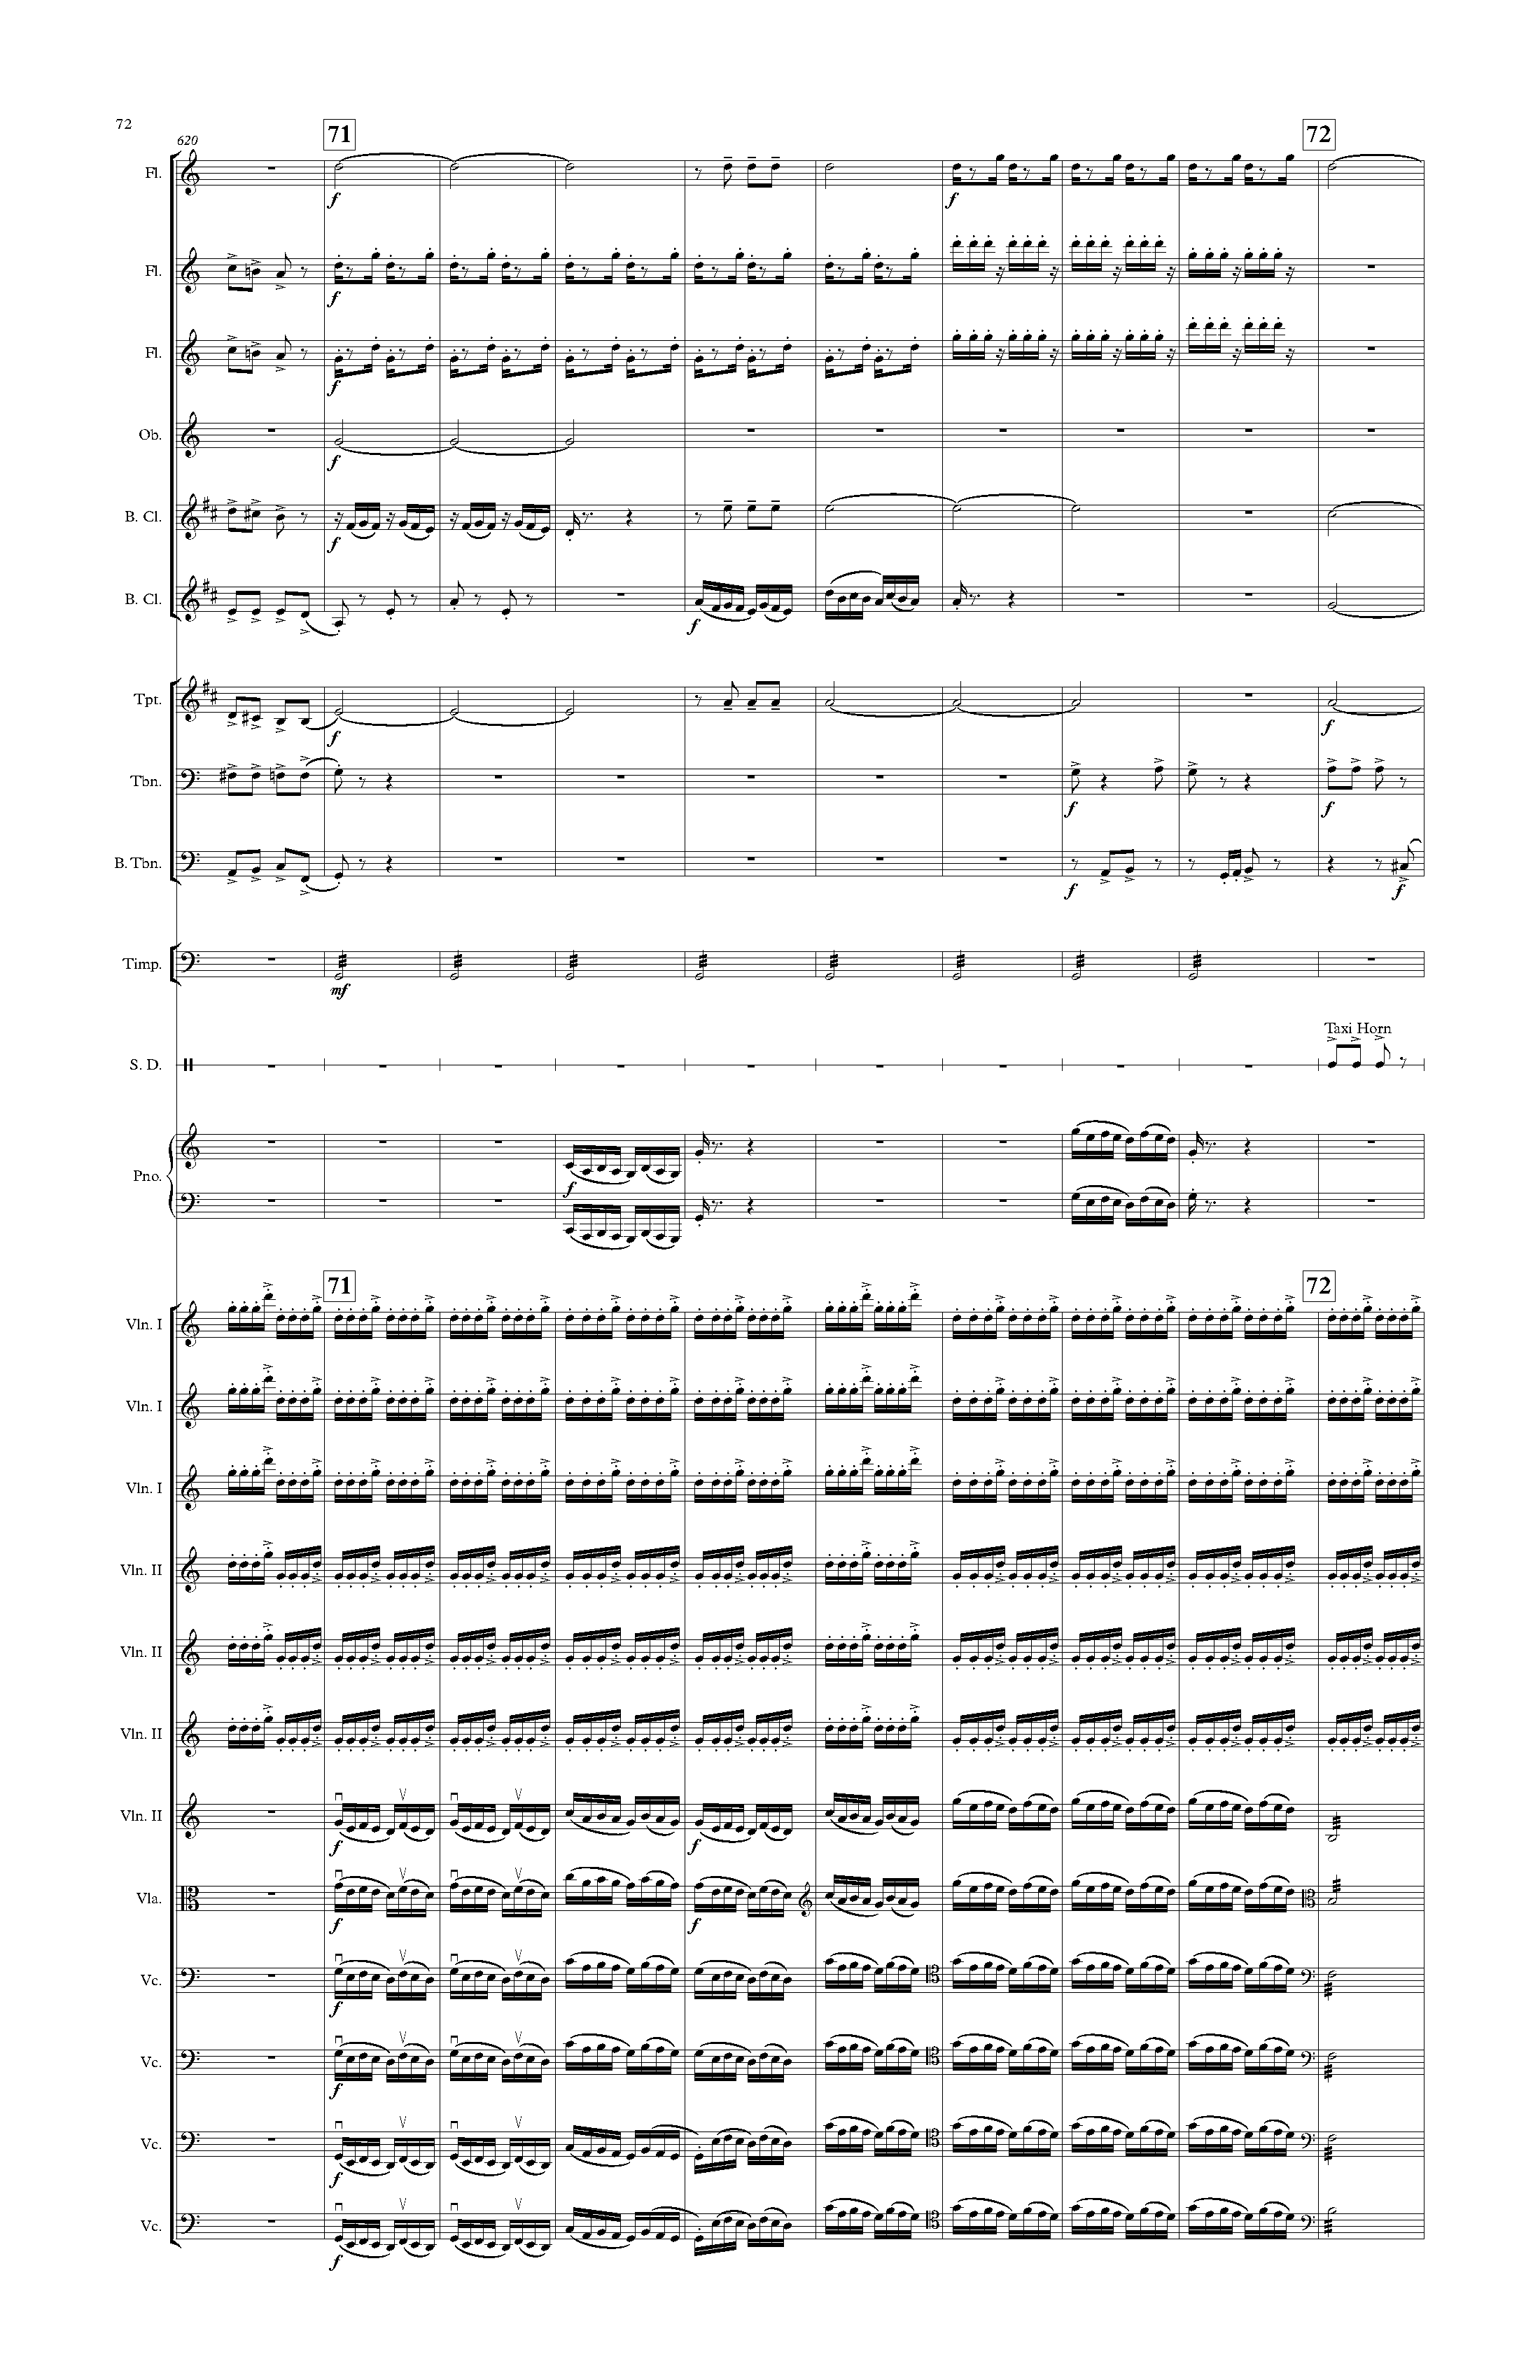 72
620
71
72
Fl.
f
f
Fl.
f
Fl.
f
Ob.
f
B. Cl.
f
B. Cl.
f
Tpt.
f
f
Tbn.
f
f
B. Tbn.
f
f
Timp.
mf
Taxi Horn
S. D.
Pno.
f
71
72
Vln. I
Vln. I
Vln. I
Vln. II
Vln. II
Vln. II
Vln. II
f
f
Vla.
f
f
Vc.
f
Vc.
f
Vc.
f
Vc.
f